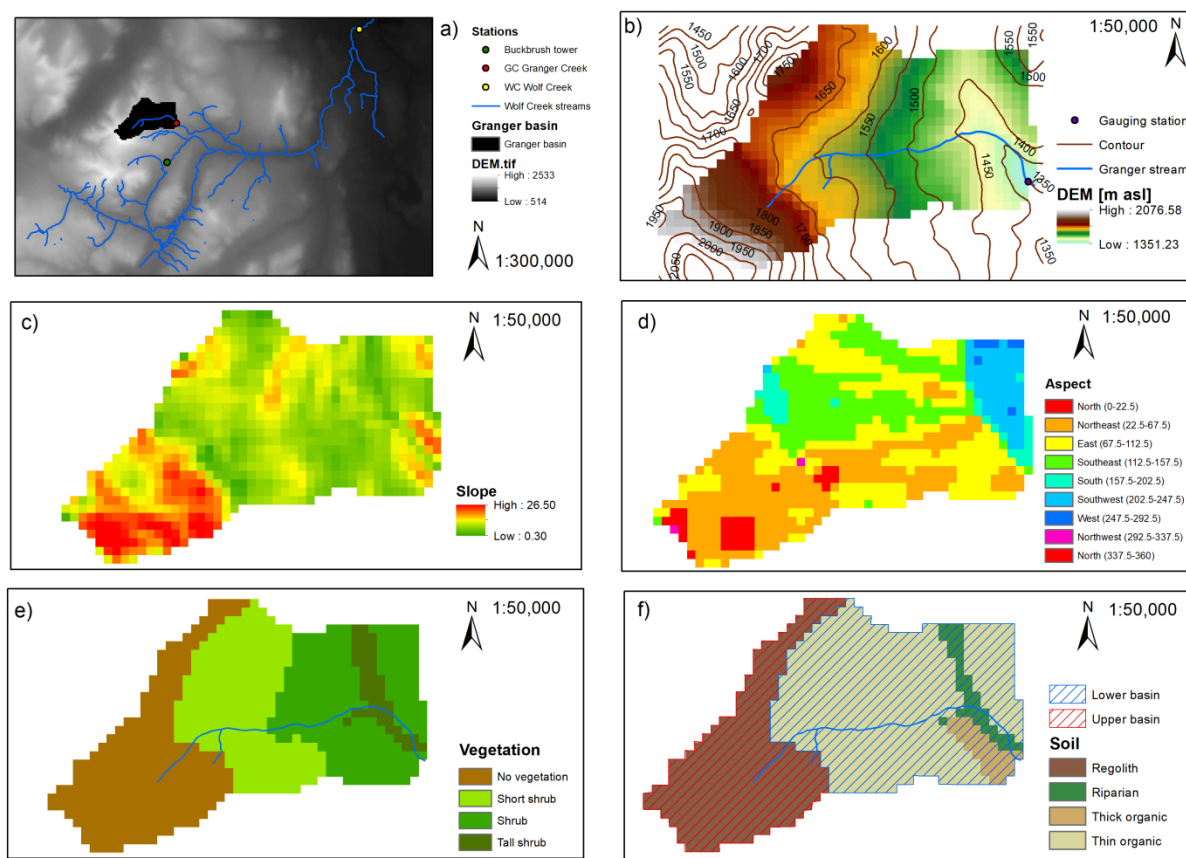 a)
Stations
Buckbrush tower
GC Granger Creek
WC Wolf Creek
Wolf Creek streams
Granger basin
Granger basin
DEM.tif
High : 2533
Low : 514
N
1:300,000
b)
1:50,000
N
1450
1500
1550
1600
1700
1750
1650
1700
1600
1650
1550
1500
1450
1550
1500
1400
1350
1350
1800
1850
1750
1900
1950
2000
1950
2050
Gauging station
Contour
Granger stream
DEM [m asl]
High : 2076.58
Low : 1351.23
c)
N
1:50,000
Slope
High : 26.50
Low : 0.30
d)
N
1:50,000
Aspect
North (0-22.5)
Northeast (22.5-67.5)
East (67.5-112.5)
Southeast (112.5-157.5)
South (157.5-202.5)
Southwest (202.5-247.5)
West (247.5-292.5)
Northwest (292.5-337.5)
North (337.5-360)
e)
N
1:50,000
Vegetation
No vegetation
Short shrub
Shrub
Tall shrub
f)
N
1:50,000
Lower basin
Upper basin
Soil
Regolith
Riparian
Thick organic
Thin organic